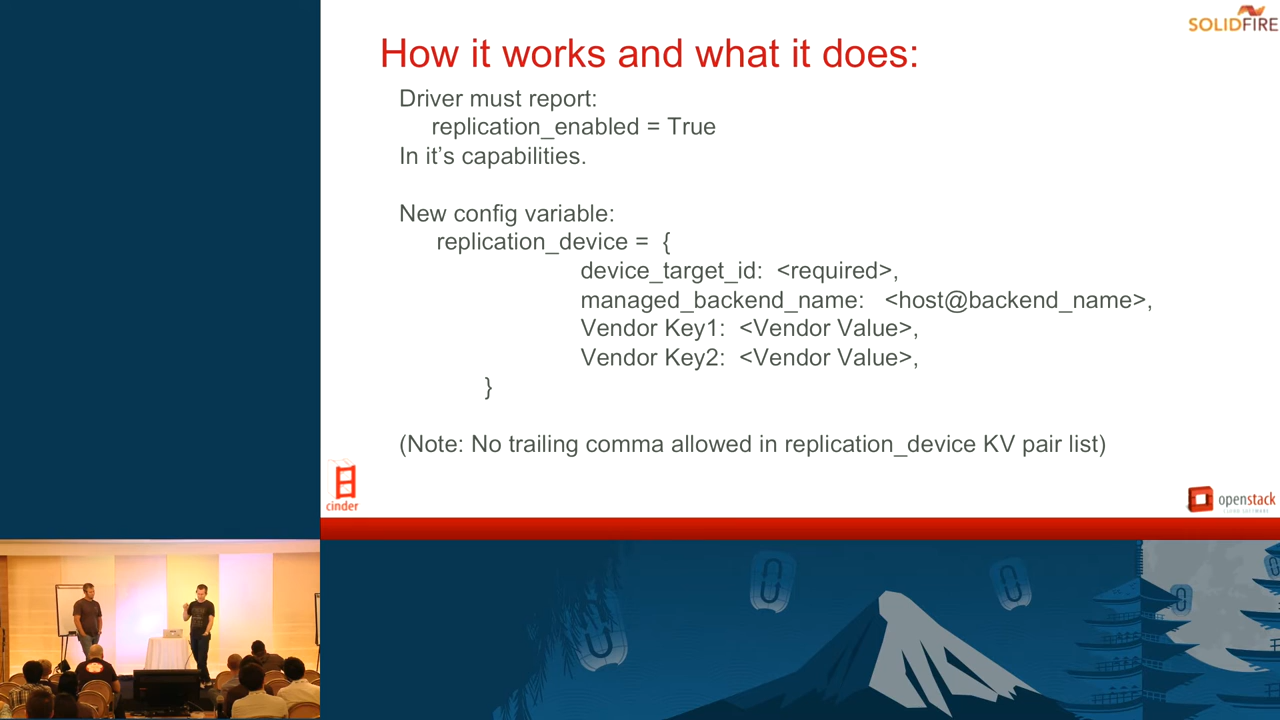 SOLIDFIRE
How it works and what it does:
Driver must report:
replication_enabled = True
In it’s capabilities.
New config variable:
replication_device = {
device_target_id: <required>,
managed_backend_name: <host@backend_name>,
Vendor Key1: <Vendor Value>,
Vendor Key2: <Vendor Value>,
}
(Note: No trailing comma allowed in replication_device KV pair list)
cinder
openstack
CLOUD SOFTWARE